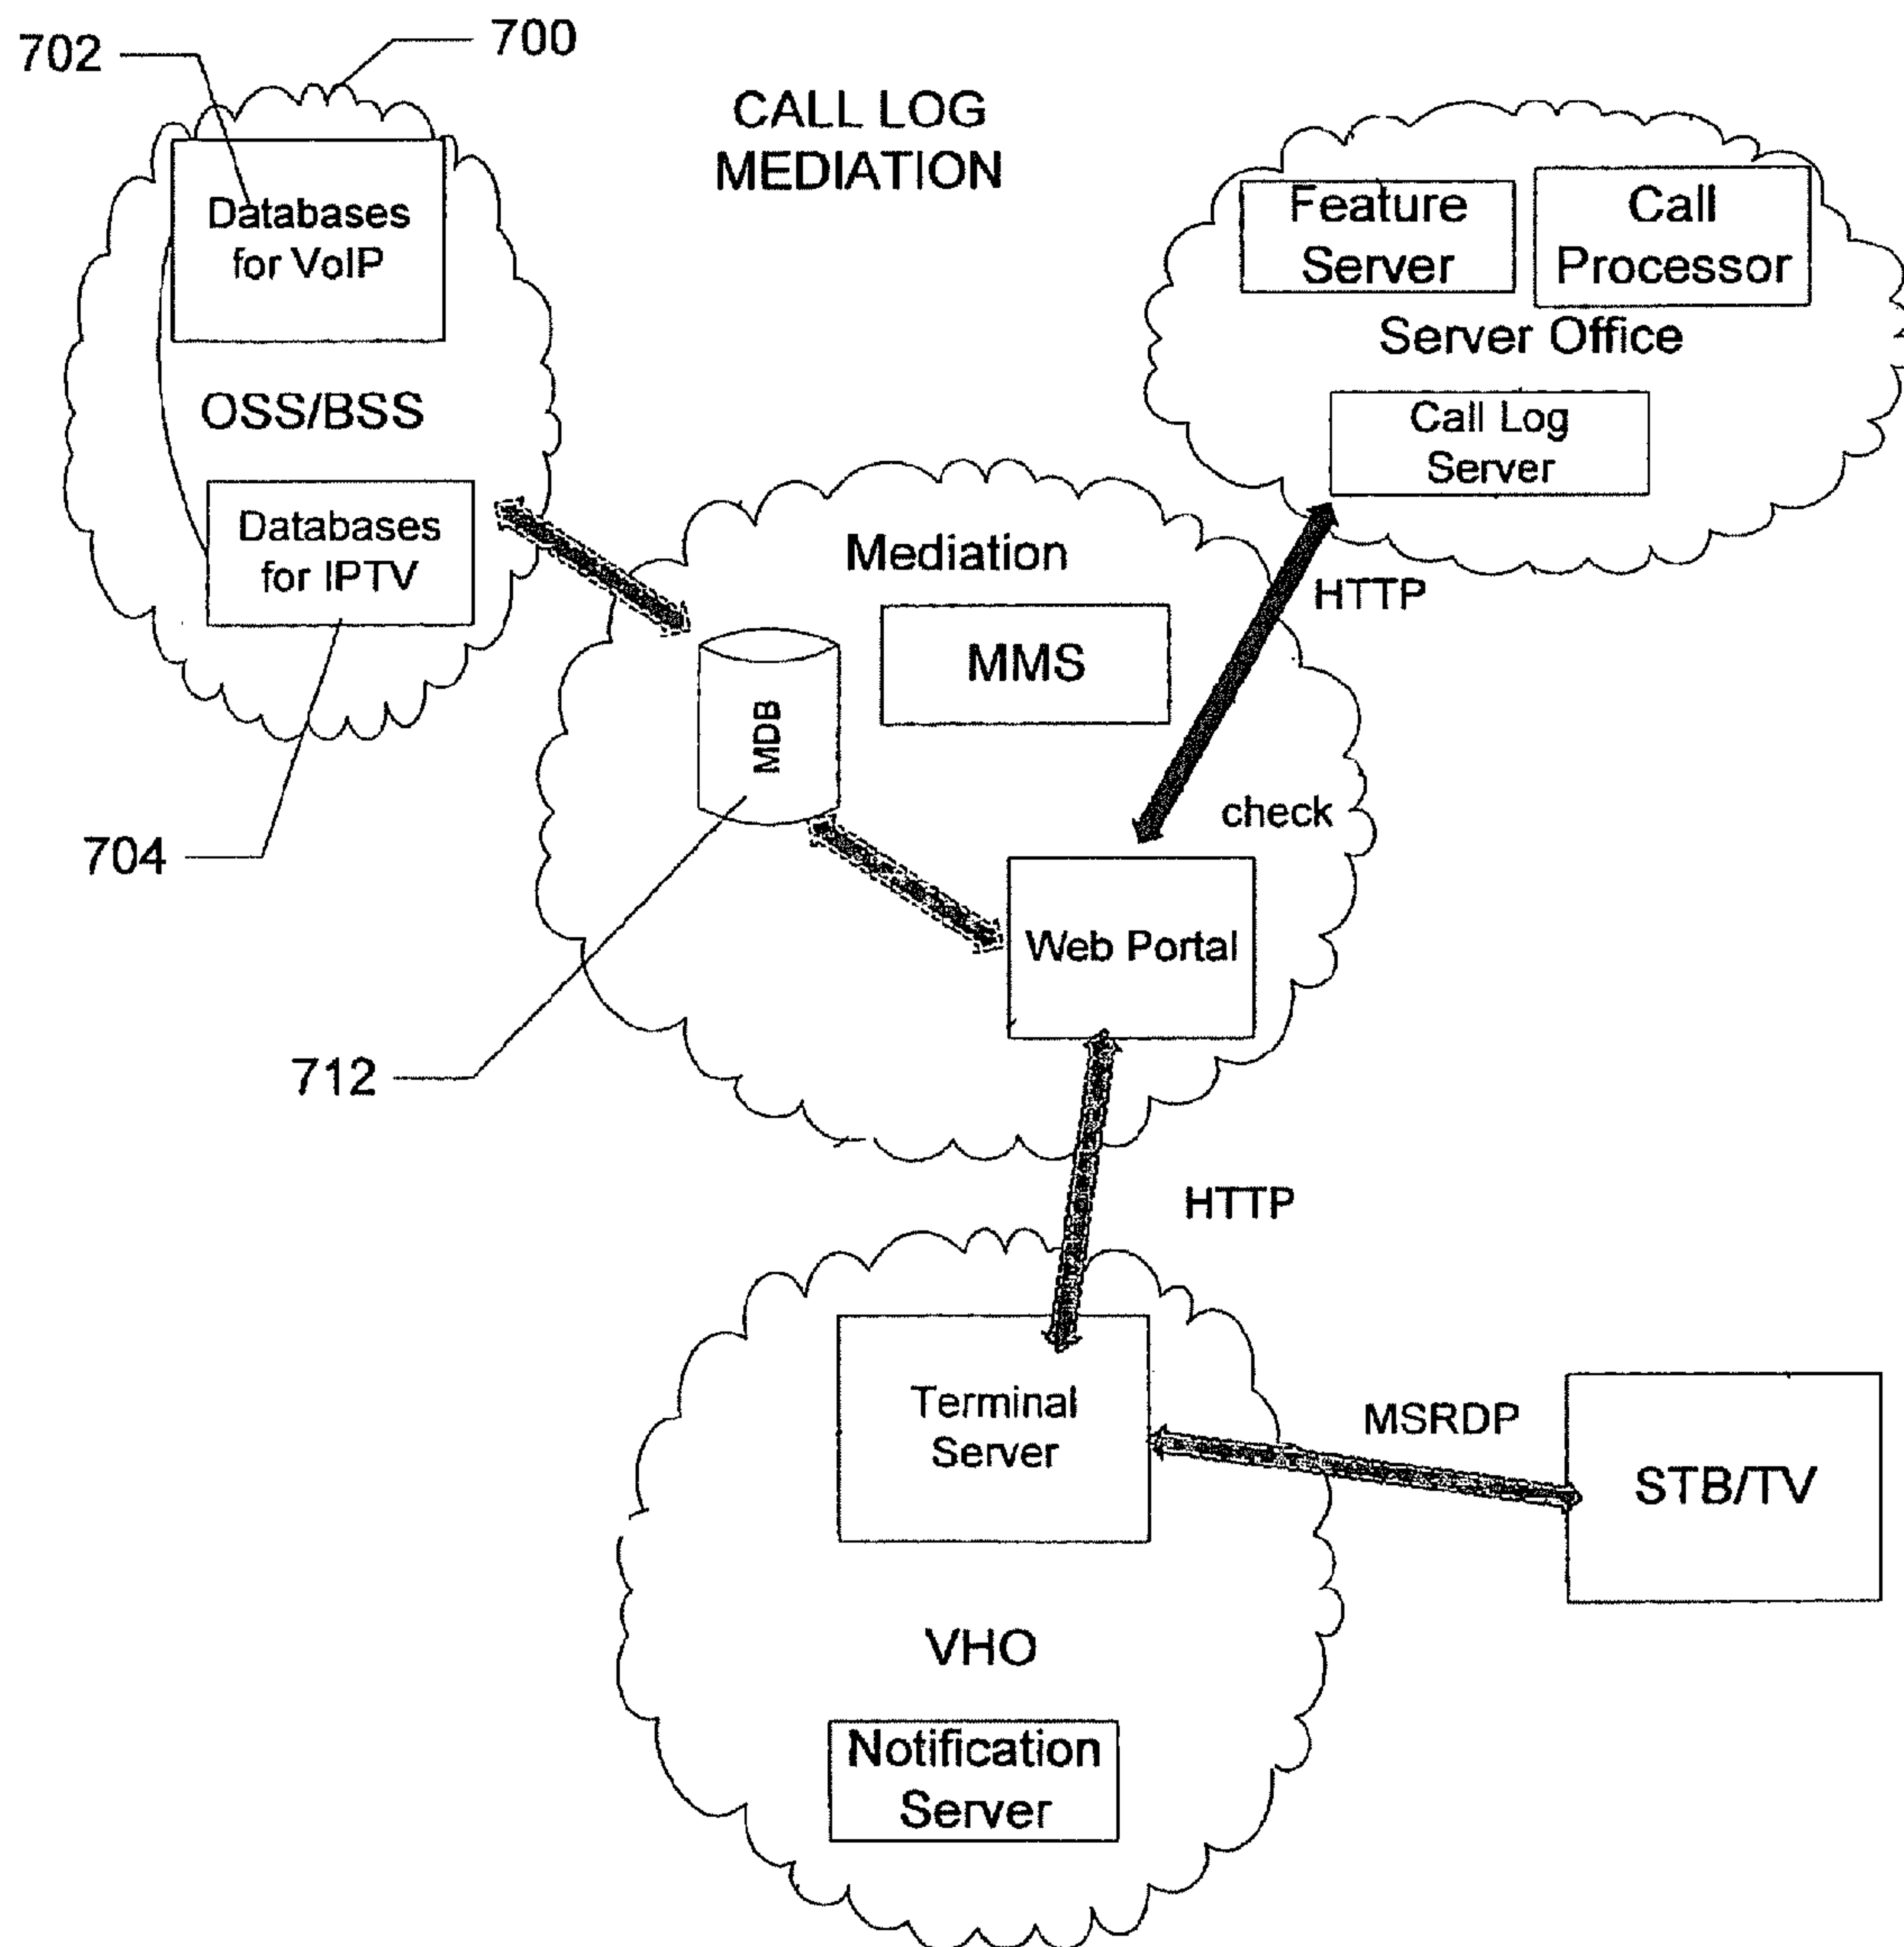 702
700
CALL LOG
MEDIATION
Databases
for VoIP
OSS/BSS
Databases
for IPTV
704
Feature
Server
Call
Processor
Server Office
Call Log
Server
HTTP
Mediation
MMS
MDB
check
Web Portal
712
HTTP
Terminal
Server
MSRDP
STB/TV
VHO
Notification
Server